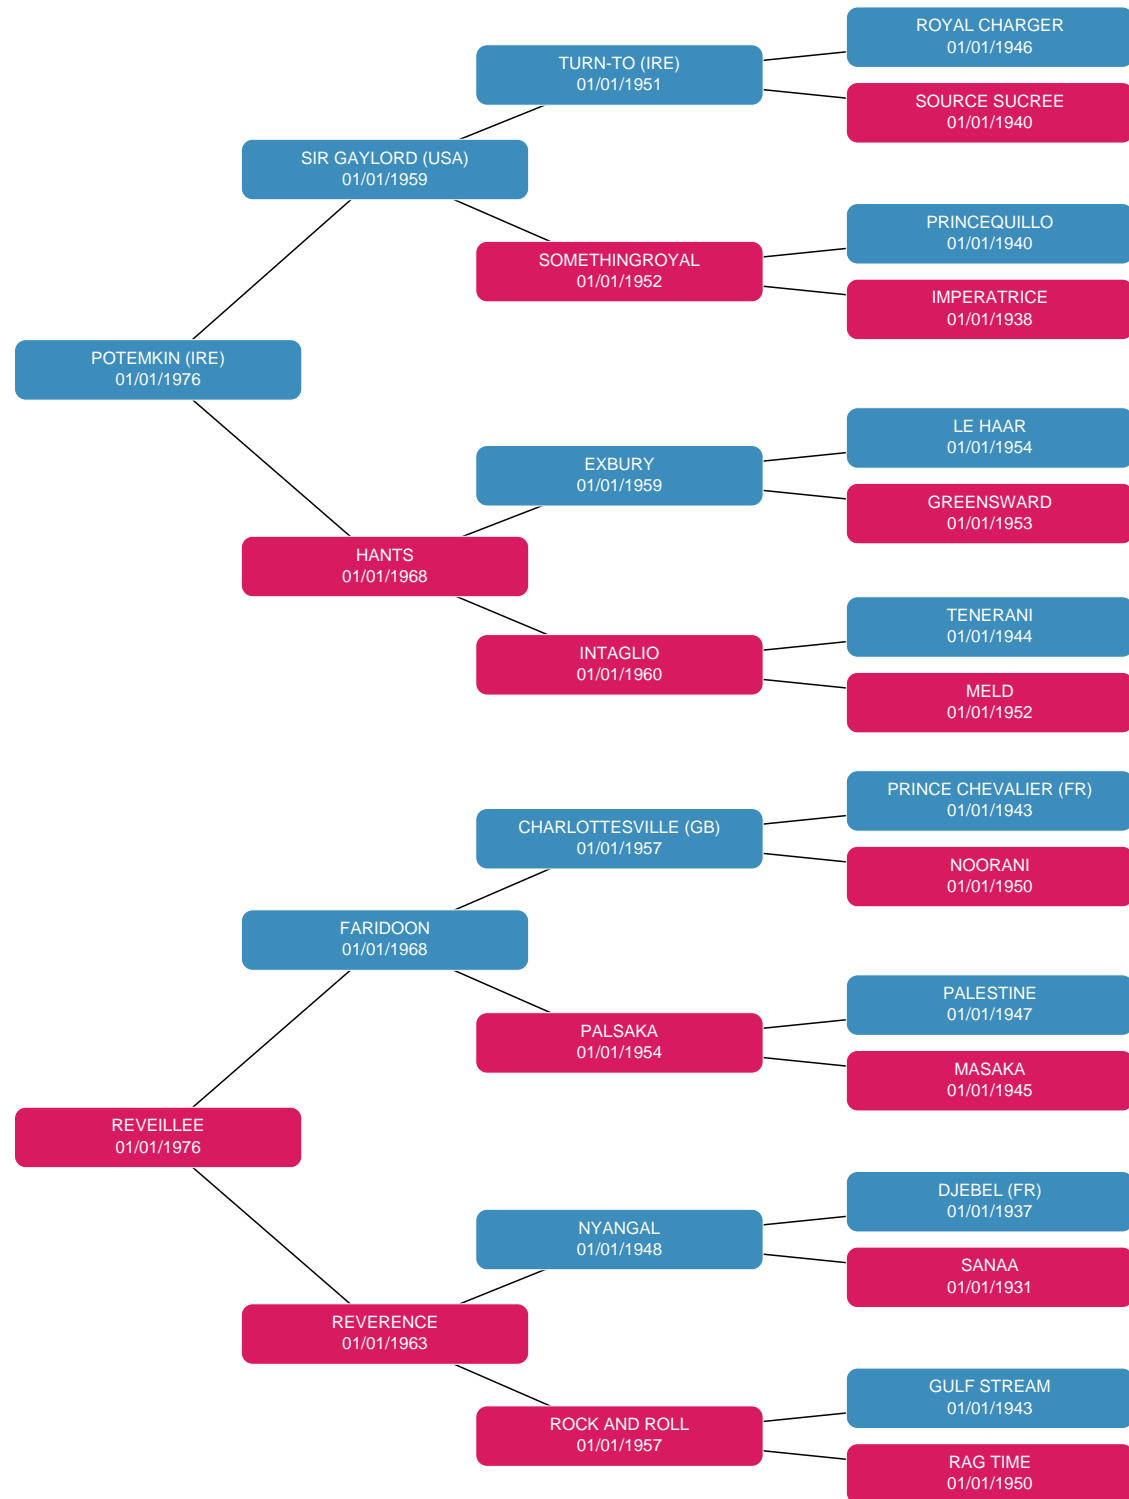 ROYAL CHARGER
01/01/1946
TURN-TO (IRE)
01/01/1951
SOURCE SUCREE
01/01/1940
SIR GAYLORD (USA)
01/01/1959
PRINCEQUILLO
01/01/1940
SOMETHINGROYAL
01/01/1952
IMPERATRICE
01/01/1938
POTEMKIN (IRE)
01/01/1976
LE HAAR
01/01/1954
EXBURY
01/01/1959
GREENSWARD
01/01/1953
HANTS
01/01/1968
TENERANI
01/01/1944
INTAGLIO
01/01/1960
MELD
01/01/1952
PRINCE CHEVALIER (FR)
01/01/1943
CHARLOTTESVILLE (GB)
01/01/1957
NOORANI
01/01/1950
FARIDOON
01/01/1968
PALESTINE
01/01/1947
PALSAKA
01/01/1954
MASAKA
01/01/1945
REVEILLEE
01/01/1976
DJEBEL (FR)
01/01/1937
NYANGAL
01/01/1948
SANAA
01/01/1931
REVERENCE
01/01/1963
GULF STREAM
01/01/1943
ROCK AND ROLL
01/01/1957
RAG TIME
01/01/1950